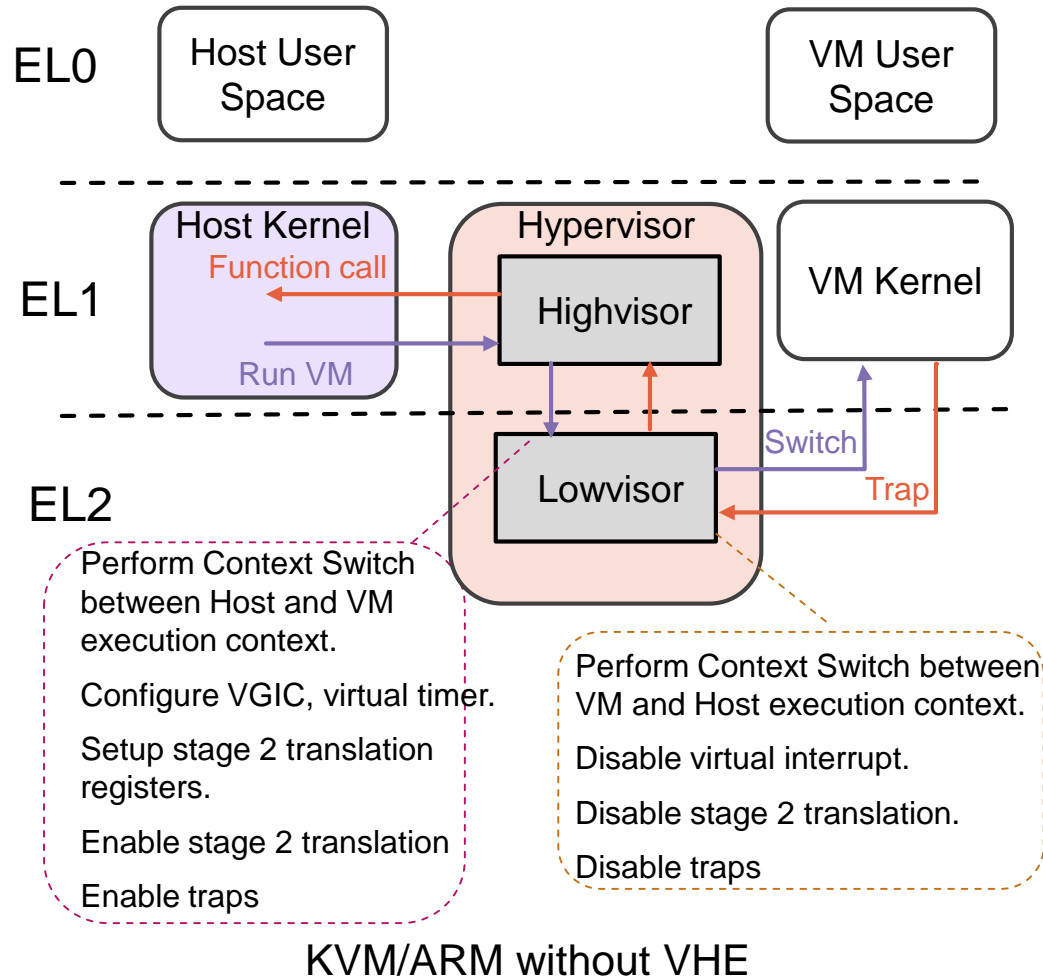 EL0
Host User
Space
VM User
Space
EL1
Host Kernel
Function call
Run VM
Hypervisor
Highvisor
VM Kernel
EL2
Lowvisor
Switch
Trap
Perform Context Switch
between Host and VM
execution context.
Configure VGIC, virtual timer.
Setup stage 2 translation
registers.
Enable stage 2 translation
Enable traps
Perform Context Switch between
VM and Host execution context.
Disable virtual interrupt.
Disable stage 2 translation.
Disable traps
KVM/ARM without VHE